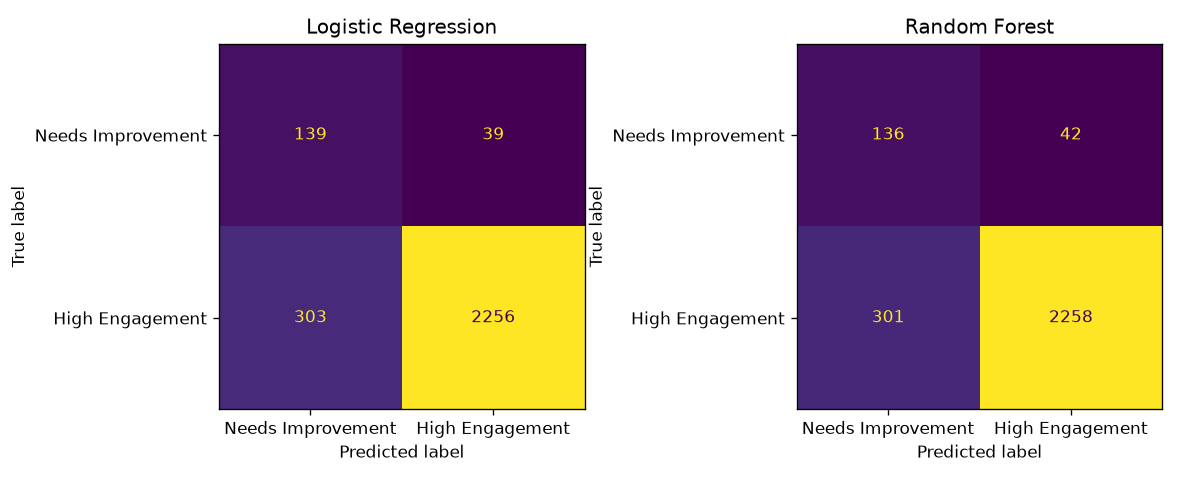 Logistic Regression
True label
Needs Improvement
139
39
High Engagement
303
2256
Needs Improvement
High Engagement
Predicted label
Random Forest
True label
Needs Improvement
136
42
High Engagement
301
2258
Needs Improvement
High Engagement
Predicted label